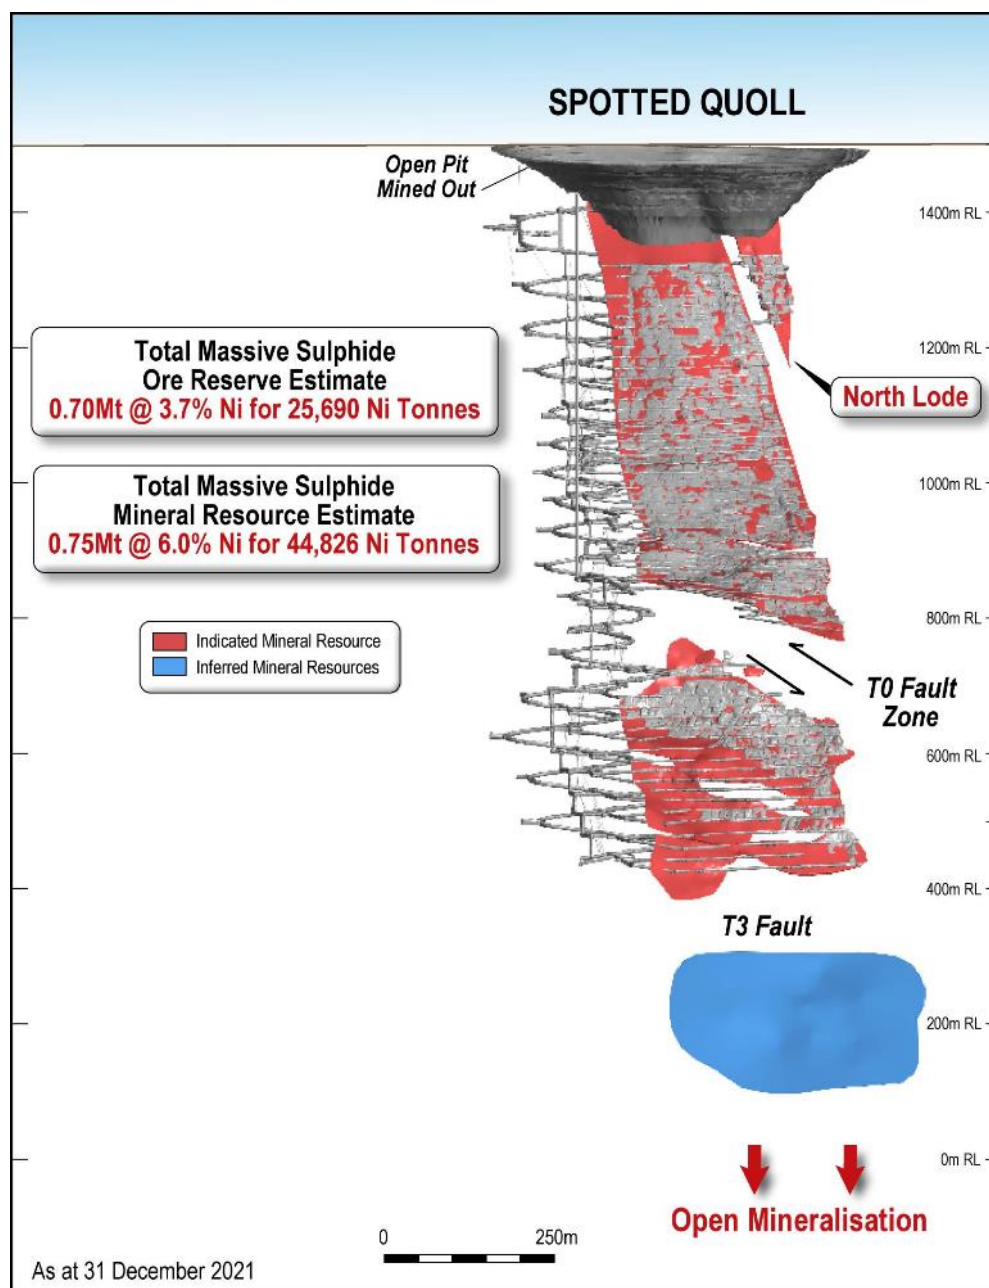 SPOTTED QUOLL
Open Pit
Mined Out
1400m RL
Total Massive Sulphide
Ore Reserve Estimate
0.70Mt @ 3.7% Ni for 25,690 Ni Tonnes
1200m RL
North Lode
Total Massive Sulphide
Mineral Resource Estimate
0.75Mt @ 6.0% Ni for 44,826 Ni Tonnes
1000m RL
800m RL
Indicated Mineral Resource
Inferred Mineral Resources
T0 Fault
Zone
600m RL
400m RL
T3 Fault
200m RL
0m RL
Open Mineralisation
0
250m
As at 31 December 2021